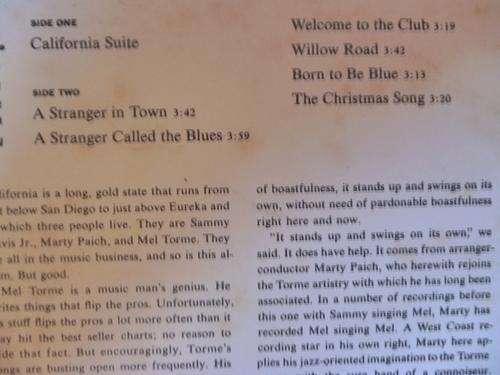 SIDE ONE
California Suite
SIDE TWO
A Stranger in Town 3:42
A Stranger Called the Blues 3:59
Welcome to the Club 3:19
Willow Road 3:42
Born to Be Blue 3:13
The Christmas Song 3:20
lifornia is a long, gold state that runs from
t below San Diego to just above Eureka and
which three people live. They are Sammy
vis Jr., Marty Paich, and Mel Torme. They
e all in the music business, and so is this al-
m. But good.
Mel Torme is a music man's genius. He
rites things that flip the pros. Unfortunately,
s stuff flips the pros a lot more often than it
ay hit the best seller charts; no reason to
ide that fact. But encouragingly, Torme's
ongs are busting open more frequently. His
of boastfulness, it stands up and swings on its
own, without need of pardonable boastfulness
right here and now.
"It stands up and swings on its own," we
said. It does have help. It comes from arranger-
conductor Marty Paich, who herewith rejoins
the Torme artistry with which he has long been
associated. In a number of recordings before
this one with Sammy singing Mel, Marty has
recorded Mel singing Mel. A West Coast re-
cording star in his own right, Marty here ap-
plies his jazz-oriented imagination to the Torme
with the sure hand of a connoisseur.